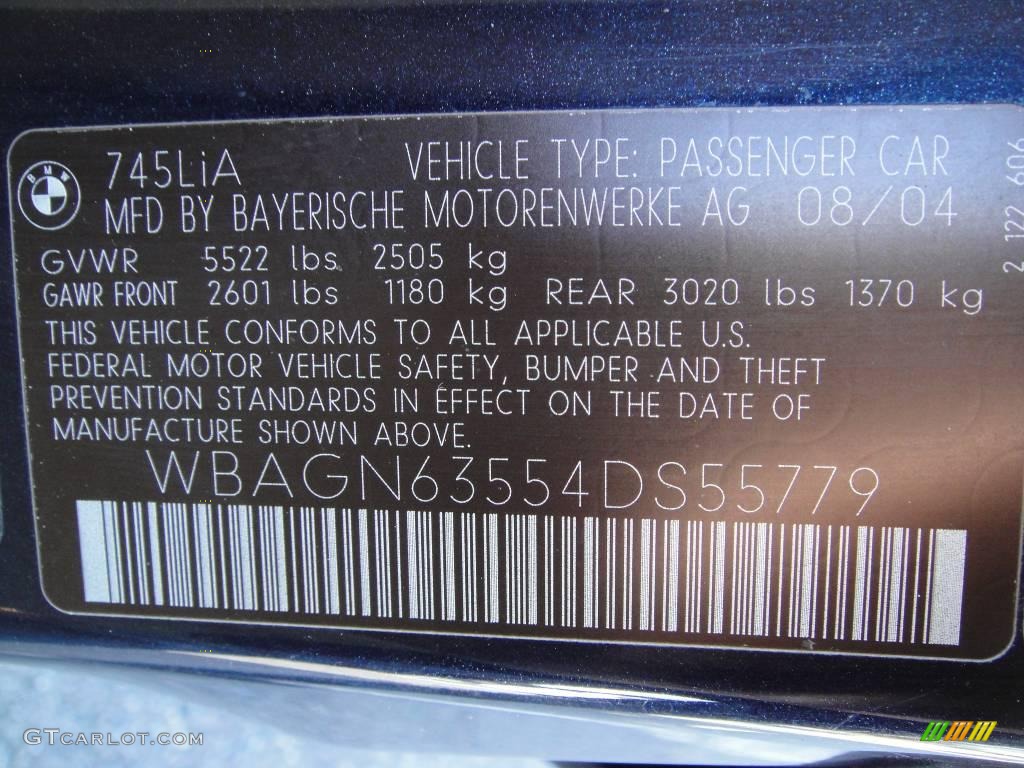 BMW
745LiA VEHICLE TYPE: PASSENGER CAR
MFD BY BAYERISCHE MOTORENWERKE AG 08/04
GVWR 5522 lbs 2505 kg
GAWR FRONT 2601 lbs 1180 kg REAR 3020 lbs 1370 kg
THIS VEHICLE CONFORMS TO ALL APPLICABLE U.S.
FEDERAL MOTOR VEHICLE SAFETY, BUMPER AND THEFT
PREVENTION STANDARDS IN EFFECT ON THE DATE OF
MANUFACTURE SHOWN ABOVE.
WBAGN63554DS55779
2 122 606
GTCARLOT.COM